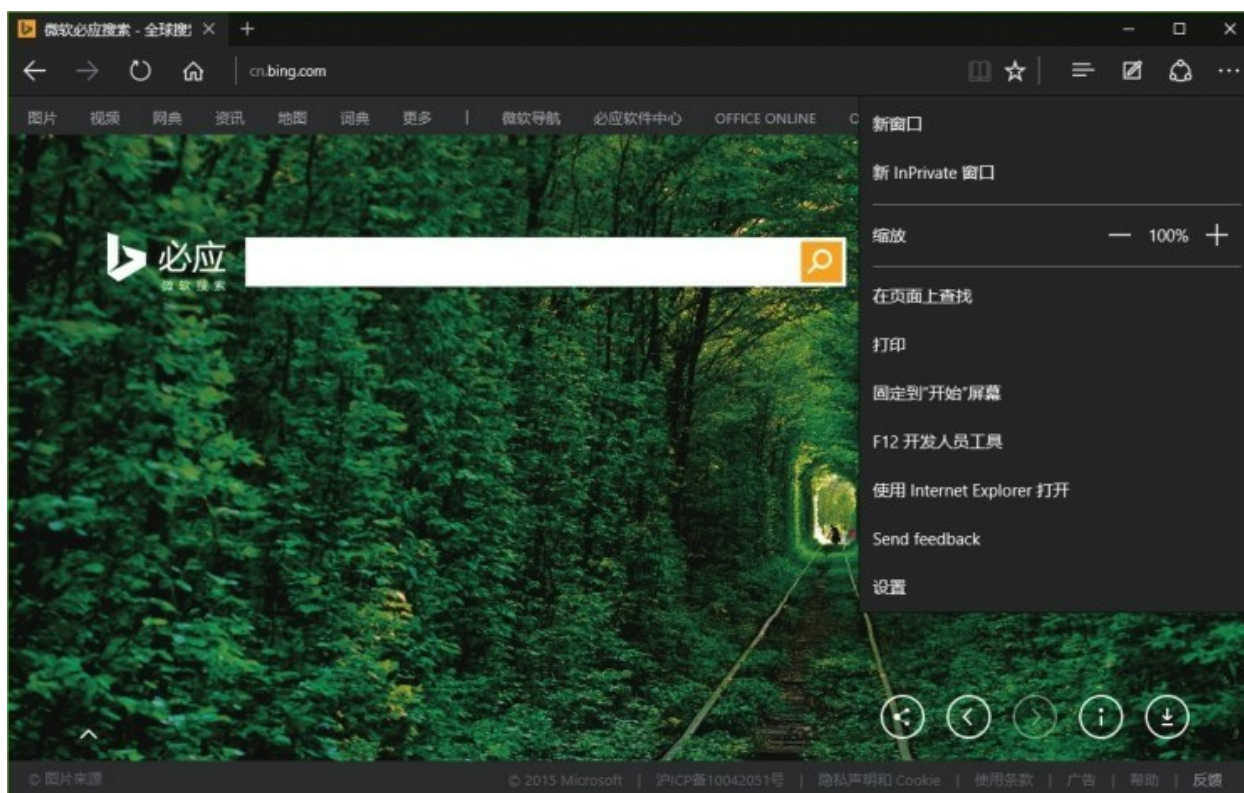 微软必应搜索 - 全球搜
cn.bing.com
图片 视频 网典 资讯 地图 词典 更多 | 微软导航 必应软件中心 OFFICE ONLINE
新窗口
新 InPrivate 窗口
缩放 100%
必应
微软搜索
在页面上查找
打印
固定到"开始"屏幕
F12 开发人员工具
使用 Internet Explorer 打开
Send feedback
设置
© 图片来源 © 2015 Microsoft | 沪ICP备10042051号 | 隐私声明和 Cookie | 使用条款 | 广告 | 帮助 | 反馈